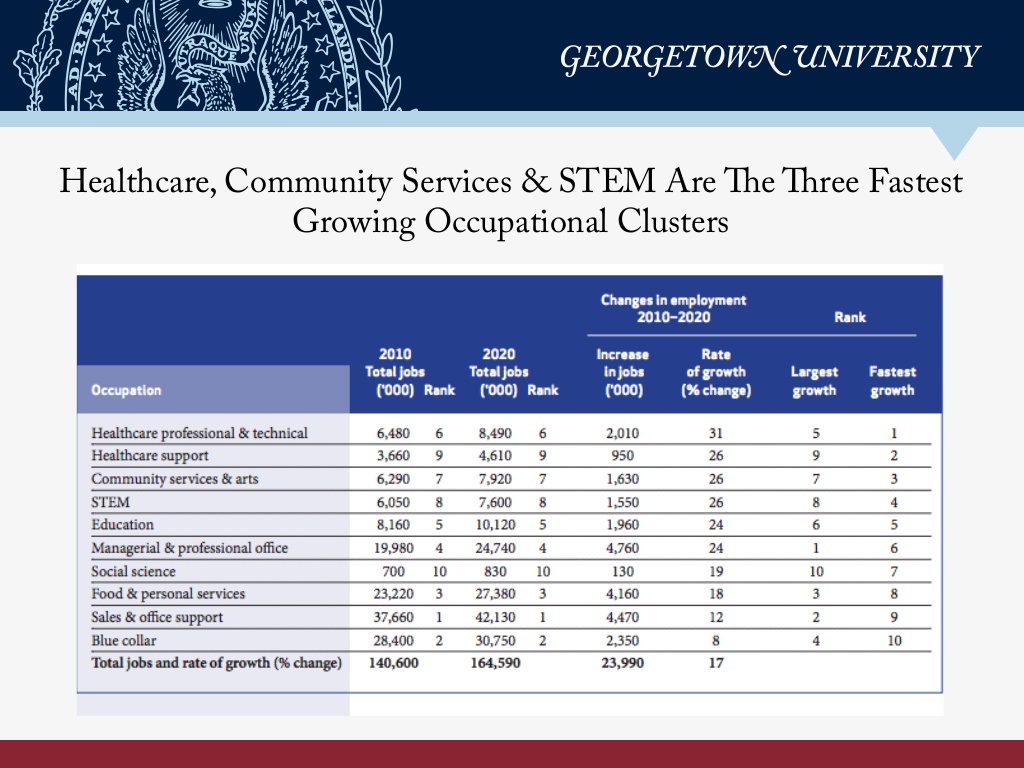 AD·RIPA
RAQUE
UNUM
GEORGETOWN UNIVERSITY
Healthcare, Community Services & STEM Are The Three Fastest
Growing Occupational Clusters
Changes in employment
2010–2020 Rank
2010 2020 Increase Rate
Total jobs Total jobs in jobs of growth Largest Fastest
Occupation ('000) Rank ('000) Rank ('000) (% change) growth growth
Healthcare professional & technical 6,480 6 8,490 6 2,010 31 5 1
Healthcare support 3,660 9 4,610 9 950 26 9 2
Community services & arts 6,290 7 7,920 7 1,630 26 7 3
STEM 6,050 8 7,600 8 1,550 26 8 4
Education 8,160 5 10,120 5 1,960 24 6 5
Managerial & professional office 19,980 4 24,740 4 4,760 24 1 6
Social science 700 10 830 10 130 19 10 7
Food & personal services 23,220 3 27,380 3 4,160 18 3 8
Sales & office support 37,660 1 42,130 1 4,470 12 2 9
Blue collar 28,400 2 30,750 2 2,350 8 4 10
Total jobs and rate of growth (% change) 140,600 164,590 23,990 17